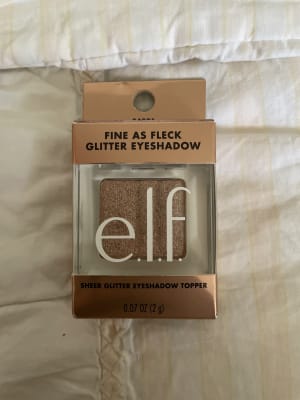 FINE AS FLECK
GLITTER EYESHADOW
e.l.f.
SHEER GLITTER EYESHADOW TOPPER
0.07 OZ (2 g)